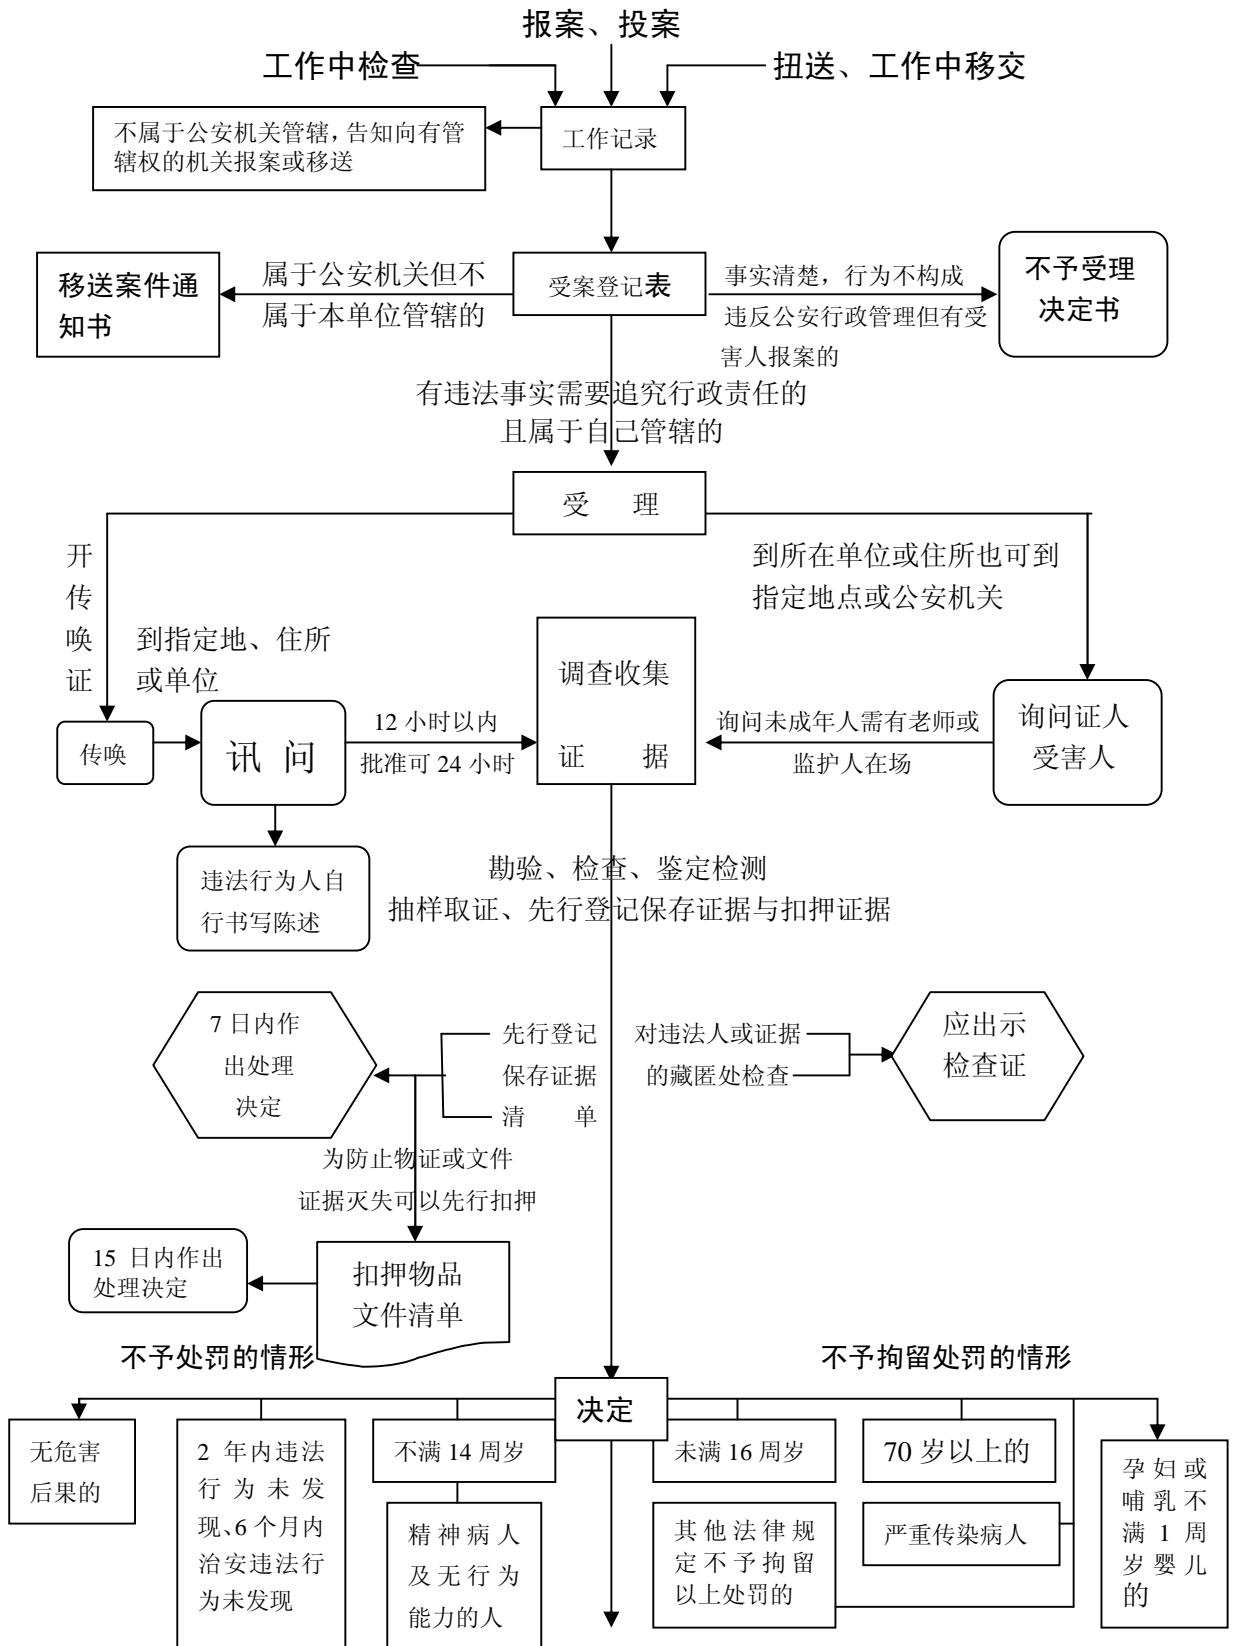 报案、投案
工作中检查
扭送、工作中移交
不属于公安机关管辖，告知向有管
辖权的机关报案或移送
工作记录
移送案件通
知书
属于公安机关但不
属于本单位管辖的
受案登记表
事实清楚，行为不构成
违反公安行政管理但有受
害人报案的
不予受理
决定书
有违法事实需要追究行政责任的
且属于自己管辖的
受 理
开
传
唤
证
到指定地、住所
或单位
到所在单位或住所也可到
指定地点或公安机关
传唤
讯 问
12 小时以内
批准可 24 小时
调查收集
证 据
询问未成年人需有老师或
监护人在场
询问证人
受害人
违法行为人自
行书写陈述
勘验、检查、鉴定检测
抽样取证、先行登记保存证据与扣押证据
7 日内作
出处理
决定
先行登记
保存证据
清 单
对违法人或证据
的藏匿处检查
应出示
检查证
为防止物证或文件
证据灭失可以先行扣押
15 日内作出
处理决定
扣押物品
文件清单
不予处罚的情形
不予拘留处罚的情形
决定
无危害
后果的
2 年内违法
行为未发
现、6 个月内
治安违法行
为未发现
不满 14 周岁
精神病人
及无行为
能力的人
未满 16 周岁
其他法律规
定不予拘留
以上处罚的
70 岁以上的
严重传染病人
孕妇或
哺乳不
满 1 周
岁婴儿
的